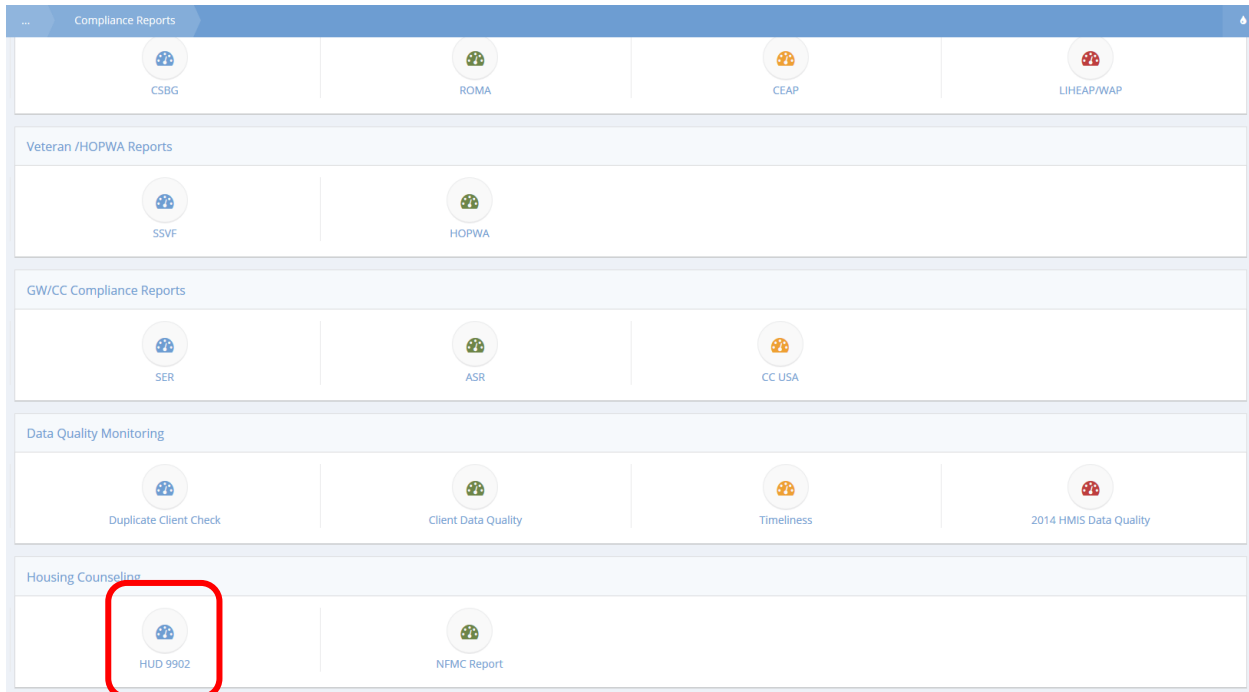 ... Compliance Reports
CSBG ROMA CEAP LIHEAP/WAP
Veteran /HOPWA Reports
SSVF HOPWA
GW/CC Compliance Reports
SER ASR CC USA
Data Quality Monitoring
Duplicate Client Check Client Data Quality Timeliness 2014 HMIS Data Quality
Housing Counseling
HUD 9902 NFMC Report